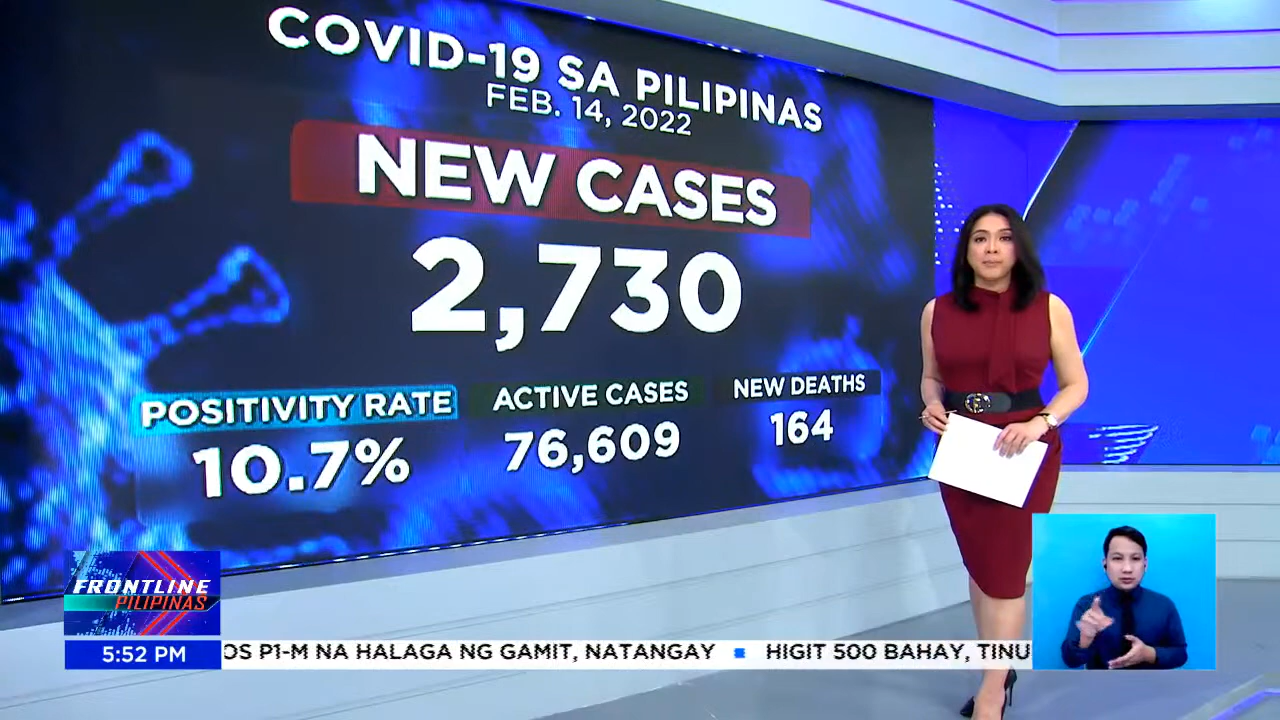 COVID-19 SA PILIPINAS
FEB. 14, 2022
NEW CASES
2,730
POSITIVITY RATE
10.7%
ACTIVE CASES
76,609
NEW DEATHS
164
FRONTLINE
PILIPINAS
5:52 PM
OS P1-M NA HALAGA NG GAMIT, NATANGAY ▪ HIGIT 500 BAHAY, TINU